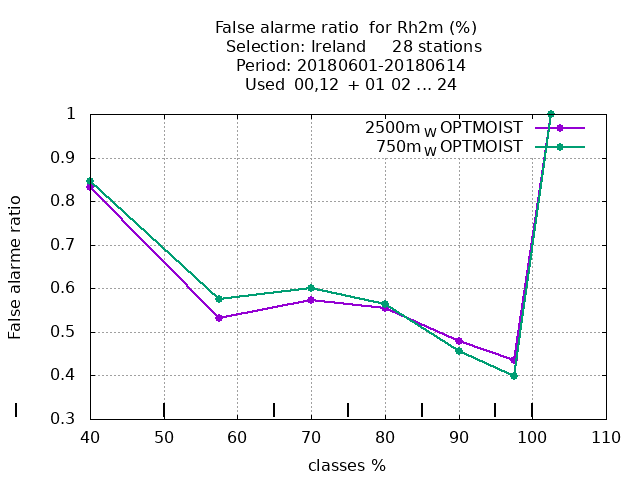 False alarme ratio  for Rh2m (%)
Selection: Ireland     28 stations
Period: 20180601-20180614
Used  00,12  + 01 02 ... 24
2500m W OPTMOIST
750m W OPTMOIST
1
0.9
0.8
0.7
0.6
0.5
0.4
0.3
False alarme ratio
40 50 60 70 80 90 100 110
classes %